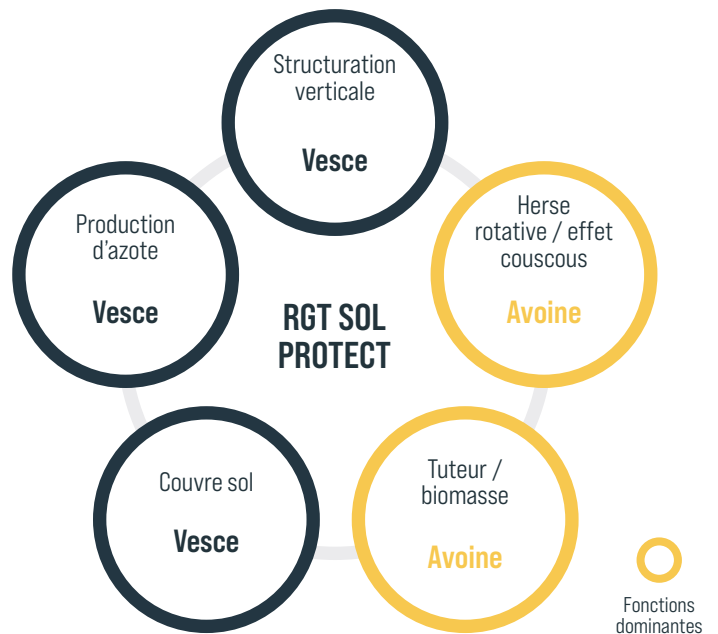 Structuration
verticale
Vesce
Herse
rotative / effet
couscous
Avoine
Production
d'azote
Vesce
RGT SOL
PROTECT
Couvre sol
Vesce
Tuteur /
biomasse
Avoine
Fonctions
dominantes